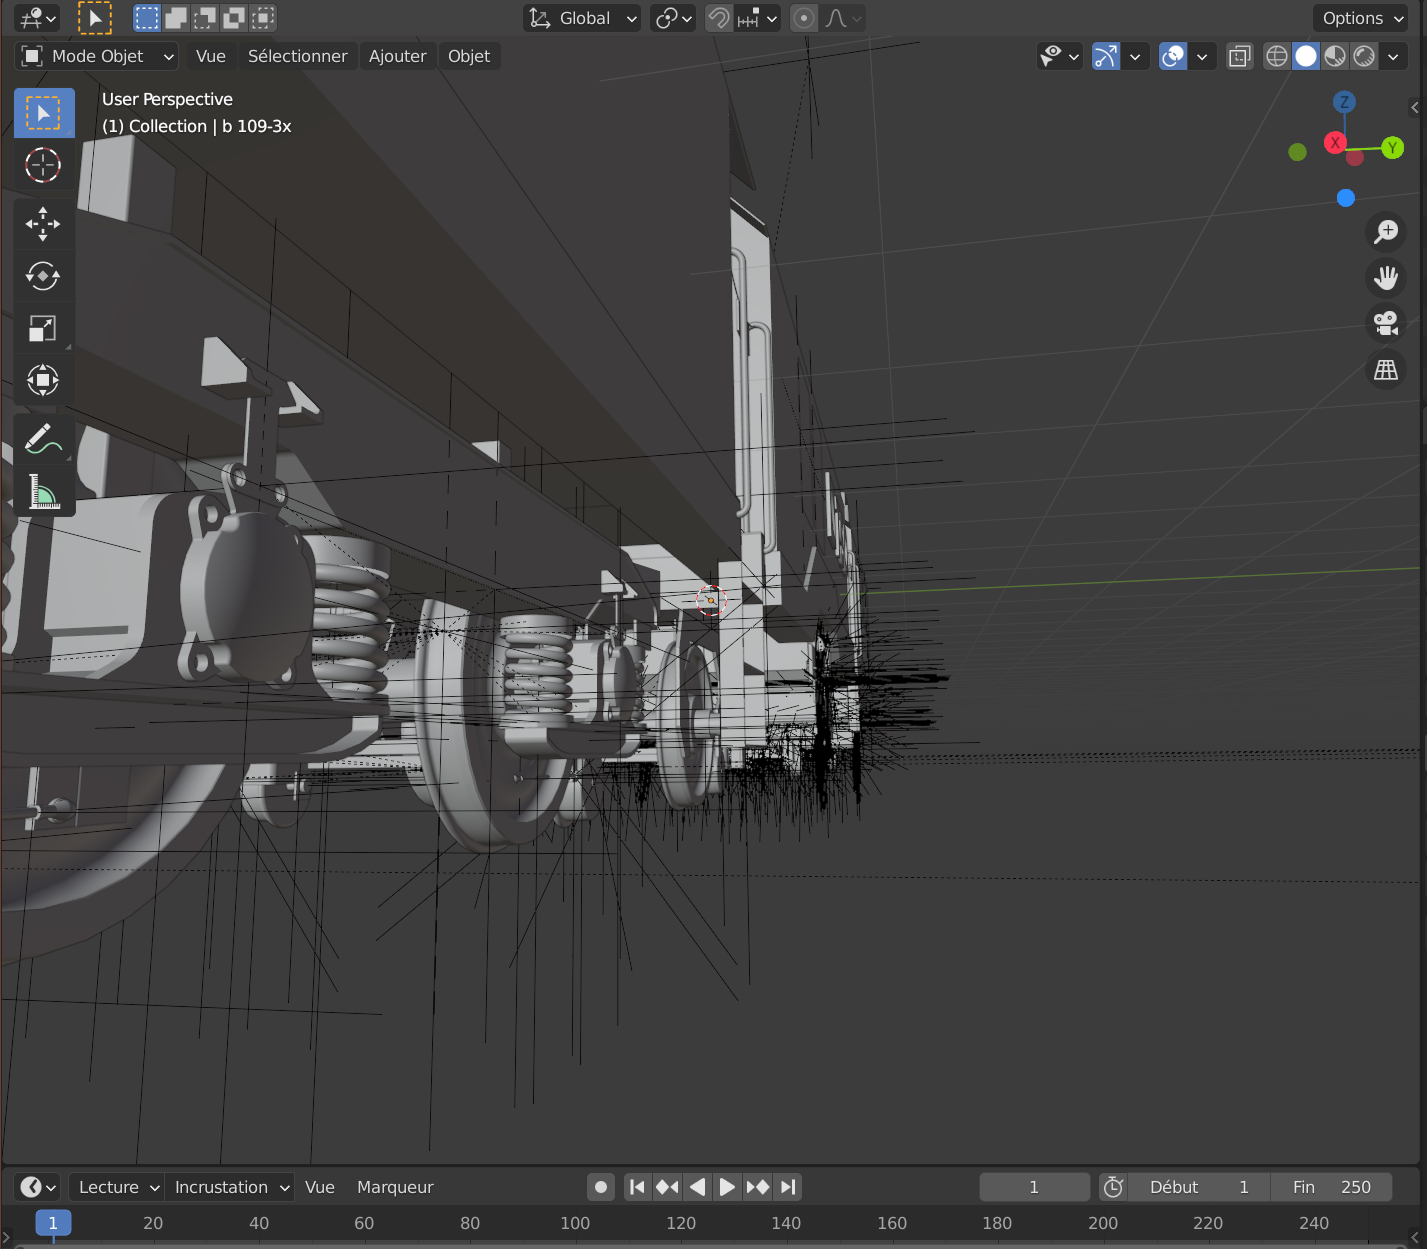 Global
Options
Mode Objet Vue Sélectionner Ajouter Objet
User Perspective
(1) Collection | b 109-3x
Z
X
Y
Lecture Incrustation Vue Marqueur 1 Début 1 Fin 250
1 20 40 60 80 100 120 140 160 180 200 220 240